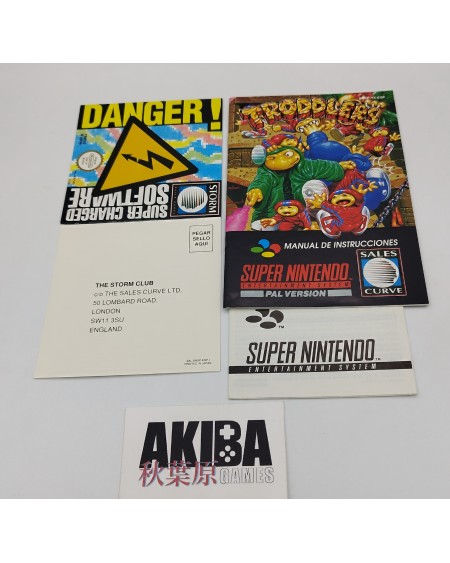 DANGER!
SUPER CHARGED
SOFTWARE
STORM
PEGAR
SELLO
AQUI
THE STORM CLUB
c/o THE SALES CURVE LTD.
50 LOMBARD ROAD,
LONDON
SW11 3SU
ENGLAND
TRODDLERS
MANUAL DE INSTRUCCIONES
SUPER NINTENDO
ENTERTAINMENT SYSTEM
PAL VERSION
SALES
CURVE
SUPER NINTENDO
ENTERTAINMENT SYSTEM
AKIBA
秋葉原
GAMES